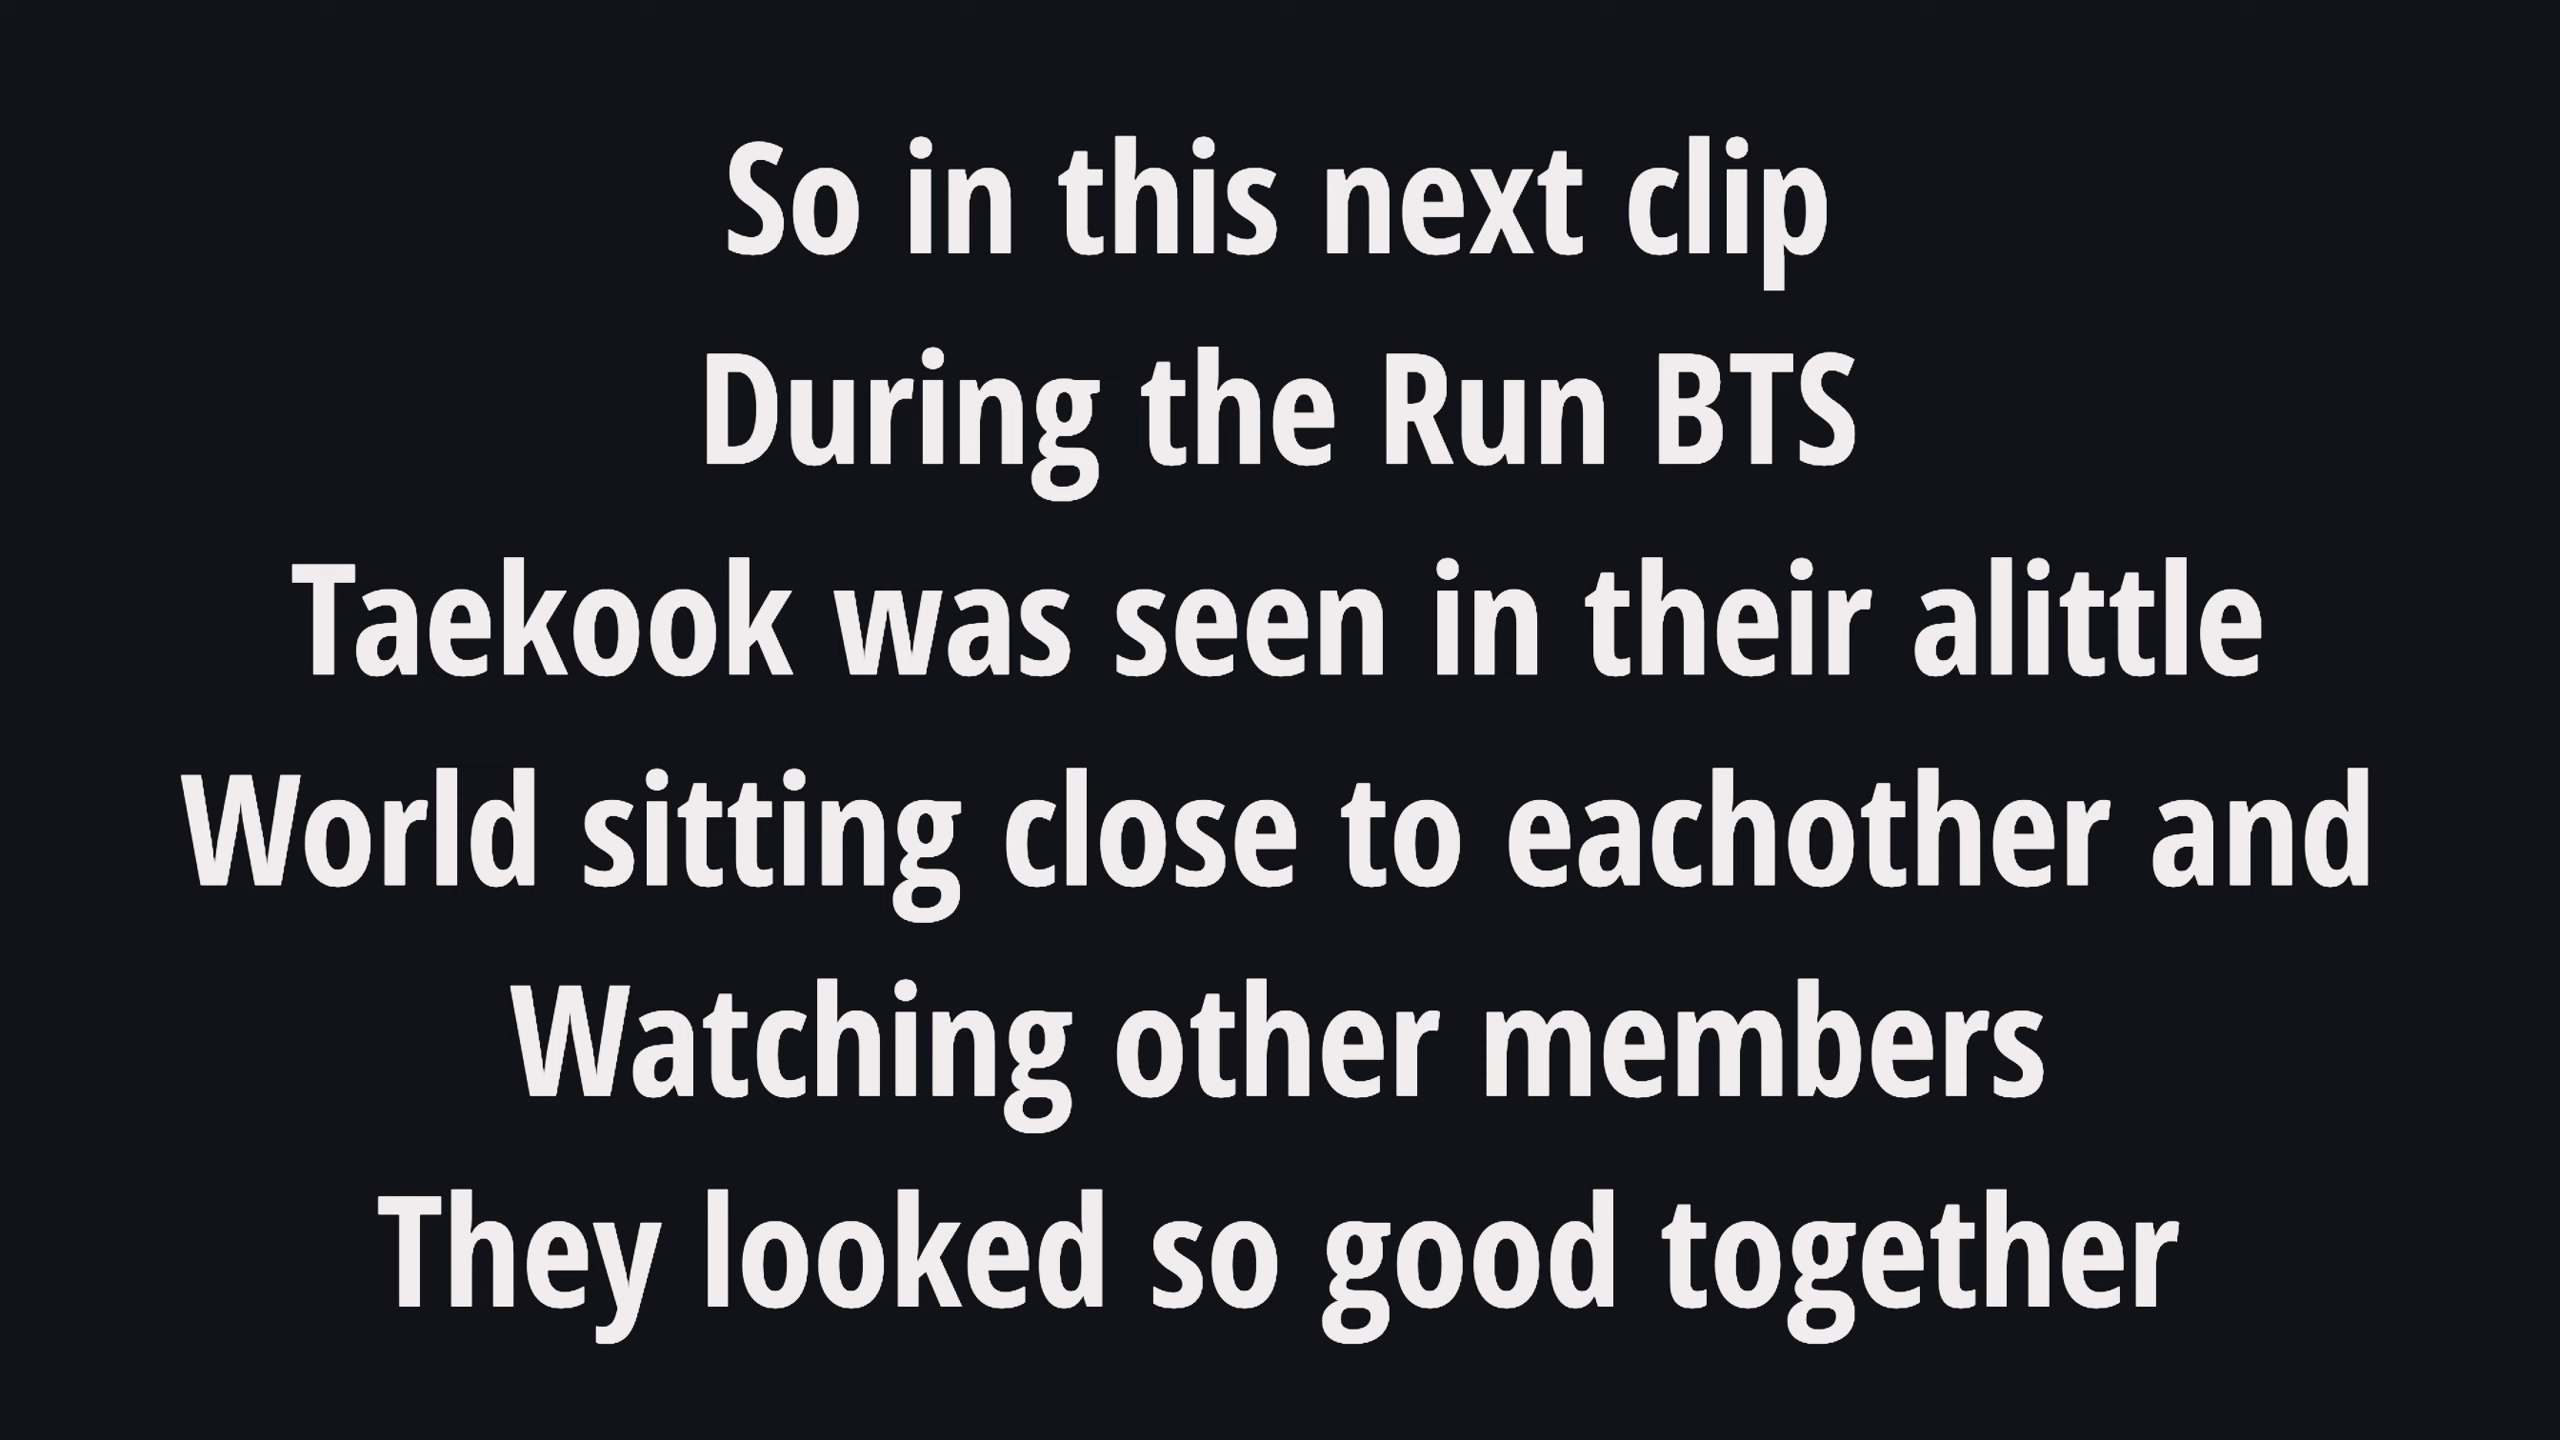 So in this next clip
During the Run BTS
Taekook was seen in their alittle
World sitting close to eachother and
Watching other members
They looked so good together